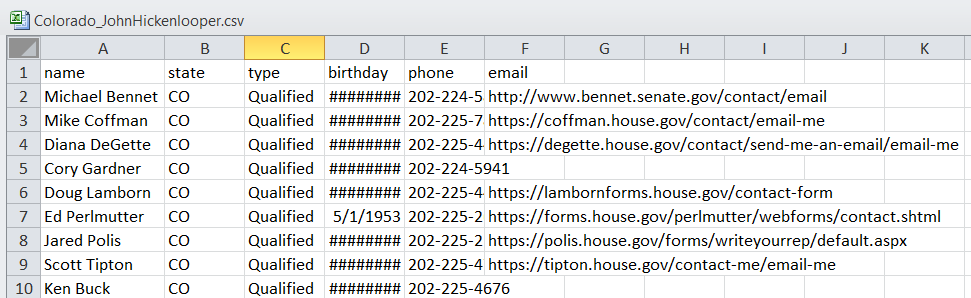 Colorado_JohnHickenlooper.csv
A B C D E F G H I J K
1 name state type birthday phone email
2 Michael Bennet CO Qualified ######## 202-224-5 http://www.bennet.senate.gov/contact/email
3 Mike Coffman CO Qualified ######## 202-225-7 https://coffman.house.gov/contact/email-me
4 Diana DeGette CO Qualified ######## 202-225-4 https://degette.house.gov/contact/send-me-an-email/email-me
5 Cory Gardner CO Qualified ######## 202-224-5941
6 Doug Lamborn CO Qualified ######## 202-225-4 https://lambornforms.house.gov/contact-form
7 Ed Perlmutter CO Qualified 5/1/1953 202-225-2 https://forms.house.gov/perlmutter/webforms/contact.shtml
8 Jared Polis CO Qualified ######## 202-225-2 https://polis.house.gov/forms/writeyourrep/default.aspx
9 Scott Tipton CO Qualified ######## 202-225-4 https://tipton.house.gov/contact-me/email-me
10 Ken Buck CO Qualified ######## 202-225-4676